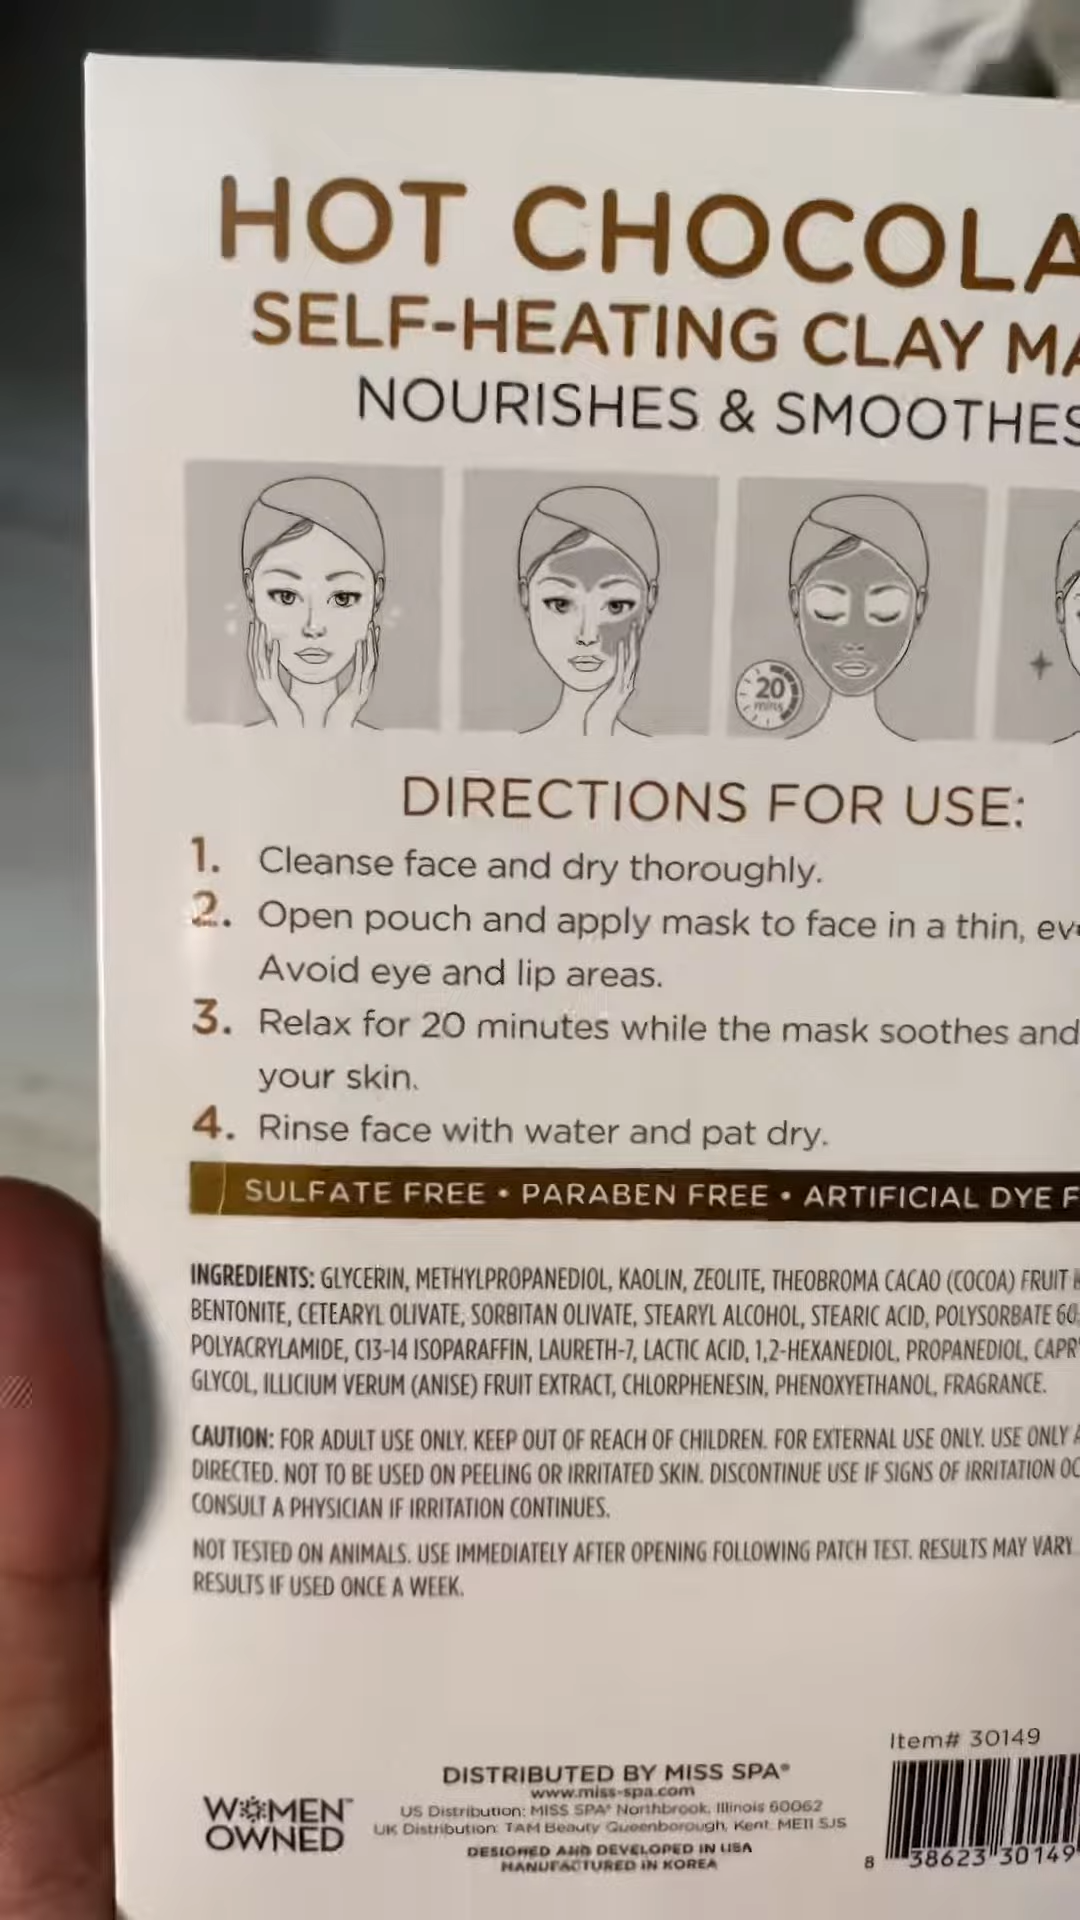 HOT CHOCOLA
SELF-HEATING CLAY MA
NOURISHES & SMOOTHES
20
mins
DIRECTIONS FOR USE:
1. Cleanse face and dry thoroughly.
2. Open pouch and apply mask to face in a thin, ev
Avoid eye and lip areas.
3. Relax for 20 minutes while the mask soothes and
your skin.
4. Rinse face with water and pat dry.
SULFATE FREE • PARABEN FREE • ARTIFICIAL DYE F
INGREDIENTS: GLYCERIN, METHYLPROPANEDIOL, KAOLIN, ZEOLITE, THEOBROMA CACAO (COCOA) FRUIT
BENTONITE, CETEARYL OLIVATE, SORBITAN OLIVATE, STEARYL ALCOHOL, STEARIC ACID, POLYSORBATE 60
POLYACRYLAMIDE, C13-14 ISOPARAFFIN, LAURETH-7, LACTIC ACID, 1,2-HEXANEDIOL, PROPANEDIOL, CAPR
GLYCOL, ILLICIUM VERUM (ANISE) FRUIT EXTRACT, CHLORPHENESIN, PHENOXYETHANOL, FRAGRANCE.
CAUTION: FOR ADULT USE ONLY. KEEP OUT OF REACH OF CHILDREN. FOR EXTERNAL USE ONLY. USE ONLY A
DIRECTED. NOT TO BE USED ON PEELING OR IRRITATED SKIN. DISCONTINUE USE IF SIGNS OF IRRITATION OC
CONSULT A PHYSICIAN IF IRRITATION CONTINUES.
NOT TESTED ON ANIMALS. USE IMMEDIATELY AFTER OPENING FOLLOWING PATCH TEST. RESULTS MAY VARY
RESULTS IF USED ONCE A WEEK.
Item# 30149
DISTRIBUTED BY MISS SPA®
www.miss-spa.com
US Distribution: MISS SPA® Northbrook, Illinois 60062
UK Distribution: TAM Beauty Queenborough, Kent ME11 5JS
DESIGNED AND DEVELOPED IN USA
MANUFACTURED IN KOREA
WOMEN™
OWNED
8 38623 30149